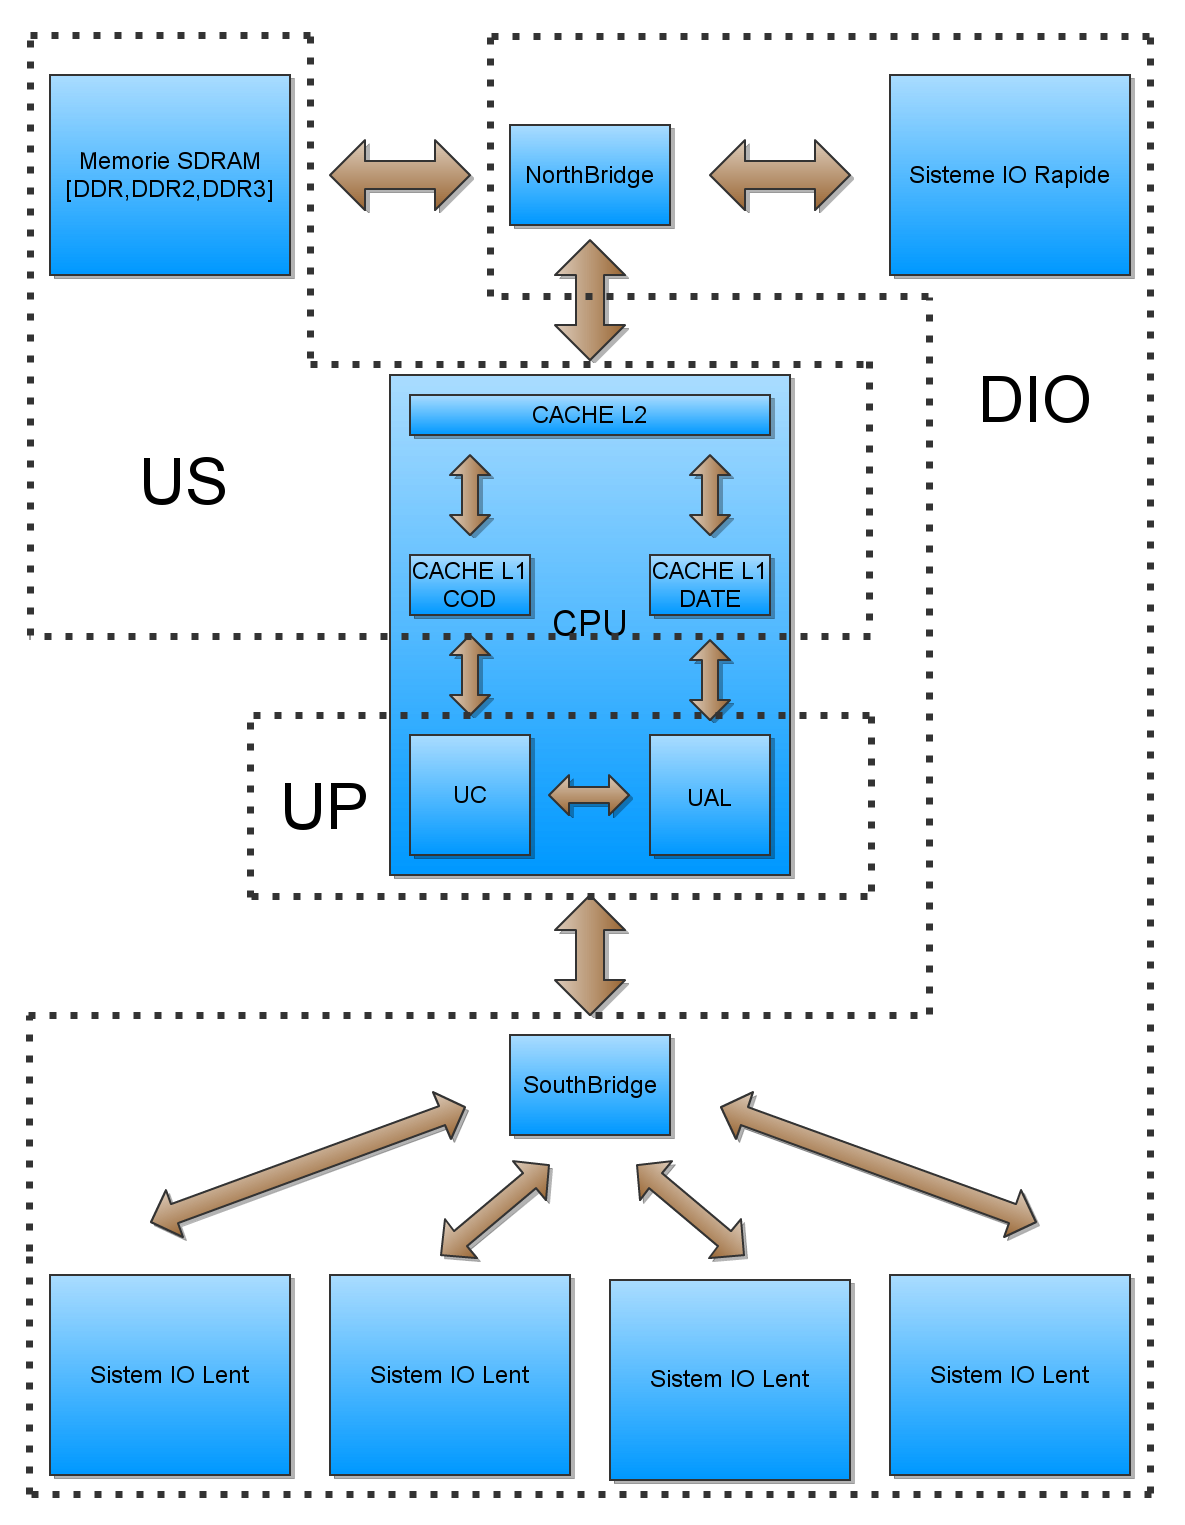 Memorie SDRAM
[DDR,DDR2,DDR3]
NorthBridge
Sisteme IO Rapide
DIO
US
CACHE L2
CACHE L1
COD
CACHE L1
DATE
CPU
UP
UC
UAL
SouthBridge
Sistem IO Lent
Sistem IO Lent
Sistem IO Lent
Sistem IO Lent